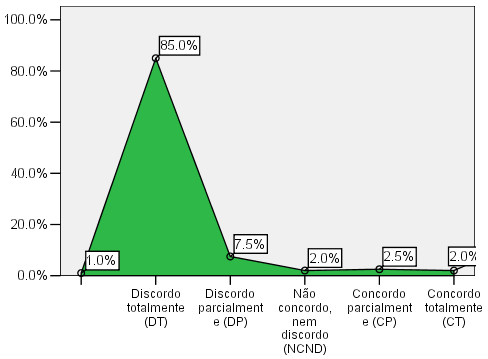 100.0%
80.0%
60.0%
40.0%
20.0%
0.0%
1.0%
85.0%
7.5%
2.0%
2.5%
2.0%
Discordo
totalmente
(DT)
Discordo
parcialment
e (DP)
Não
concordo,
nem
discordo
(NCND)
Concordo
parcialment
e (CP)
Concordo
totalmente
(CT)